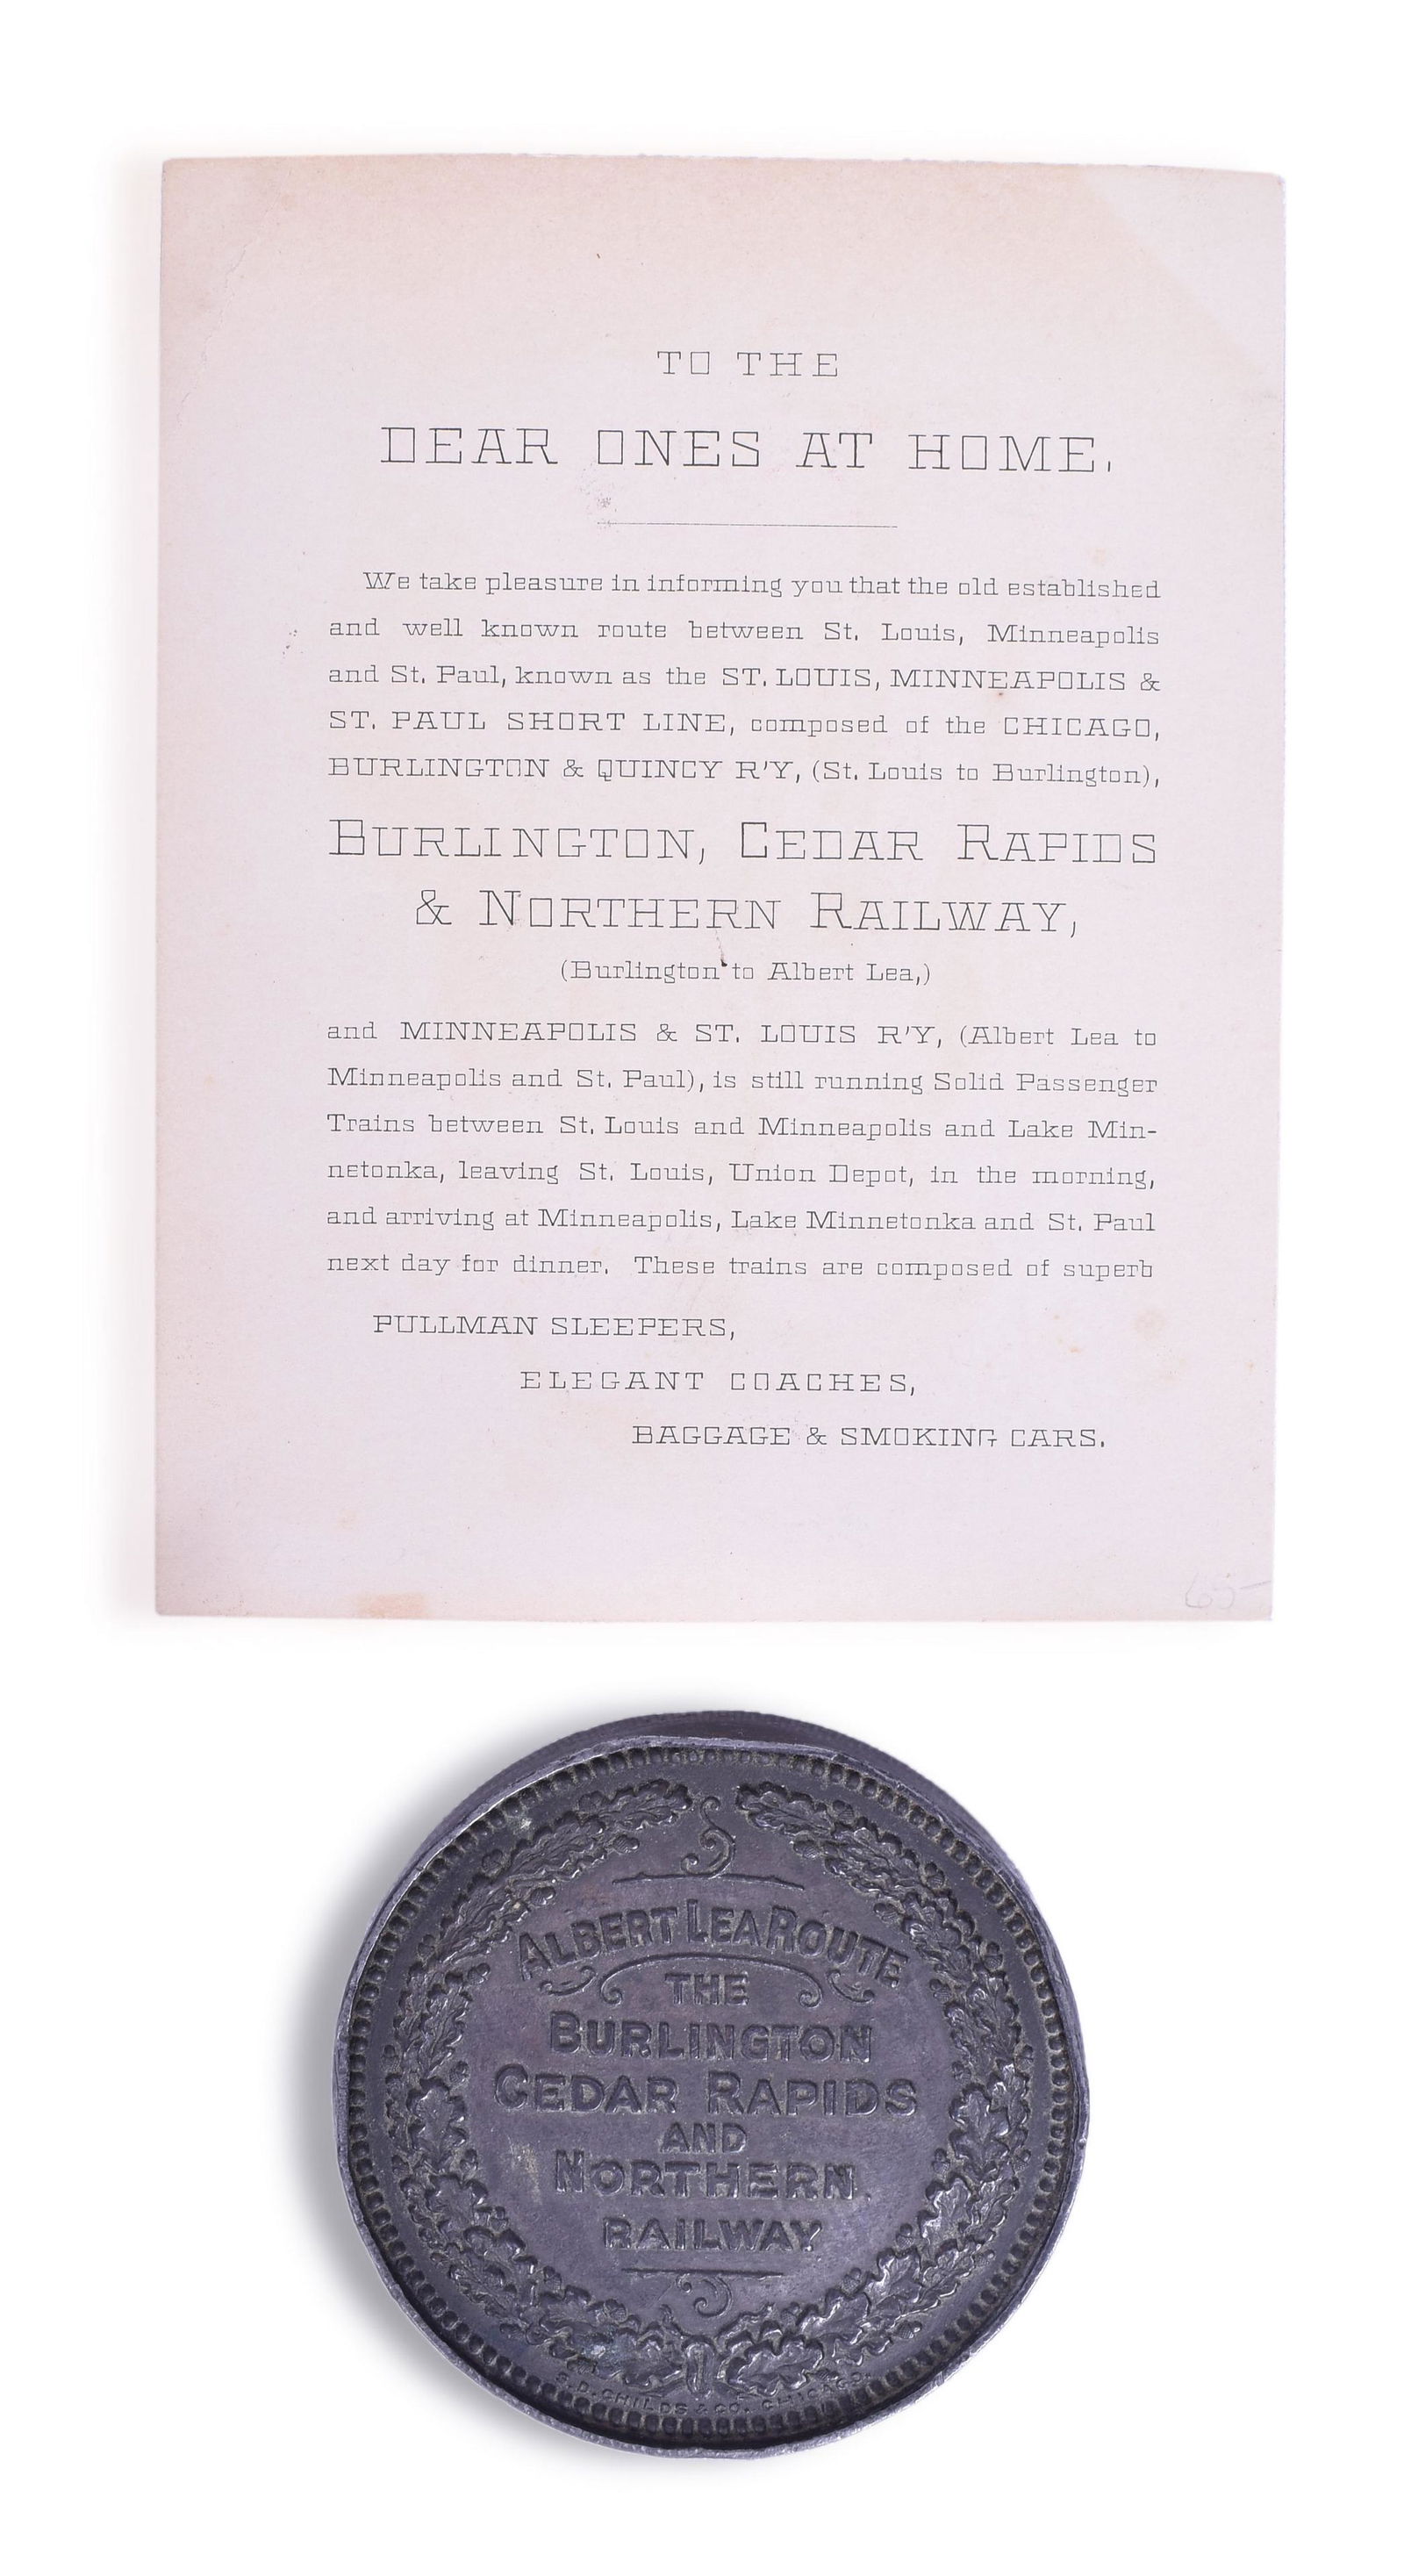 TO THE
DEAR ONES AT HOME.
We take pleasure in informing you that the old established
and well known route between St. Louis, Minneapolis
and St. Paul, known as the ST. LOUIS, MINNEAPOLIS &
ST. PAUL SHORT LINE, composed of the CHICAGO,
BURLINGTON & QUINCY R'Y, (St. Louis to Burlington),
BURLINGTON, CEDAR RAPIDS
& NORTHERN RAILWAY,
(Burlington to Albert Lea,)
and MINNEAPOLIS & ST. LOUIS R'Y, (Albert Lea to
Minneapolis and St. Paul), is still running Solid Passenger
Trains between St. Louis and Minneapolis and Lake Min-
netonka, leaving St. Louis, Union Depot, in the morning,
and arriving at Minneapolis, Lake Minnetonka and St. Paul
next day for dinner. These trains are composed of superb
PULLMAN SLEEPERS,
ELEGANT COACHES,
BAGGAGE & SMOKING CARS.
65-
ALBERT LEA ROUTE
THE
BURLINGTON
CEDAR RAPIDS
AND
NORTHERN
RAILWAY
S.D. CHILDS & CO. CHICAGO.